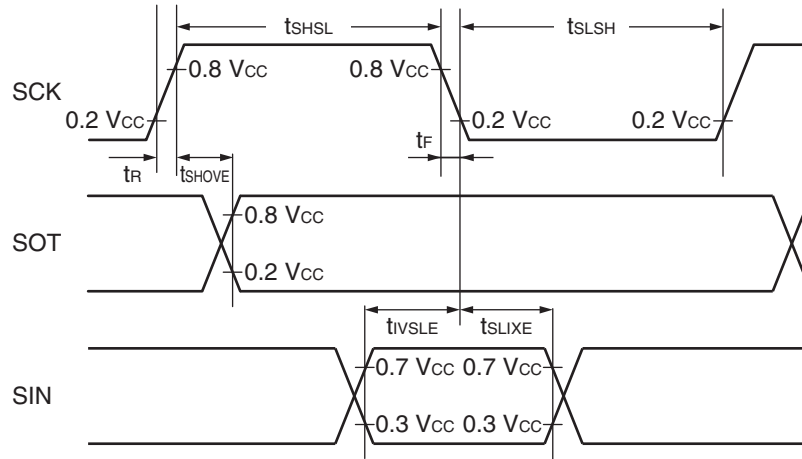 tSHSL tSLSH
SCK
0.8 VCC 0.8 VCC
0.2 VCC 0.2 VCC 0.2 VCC
tF
tR tSHOVE
SOT
0.8 VCC
0.2 VCC
tIVSLE tSLIXE
SIN
0.7 VCC 0.7 VCC
0.3 VCC 0.3 VCC